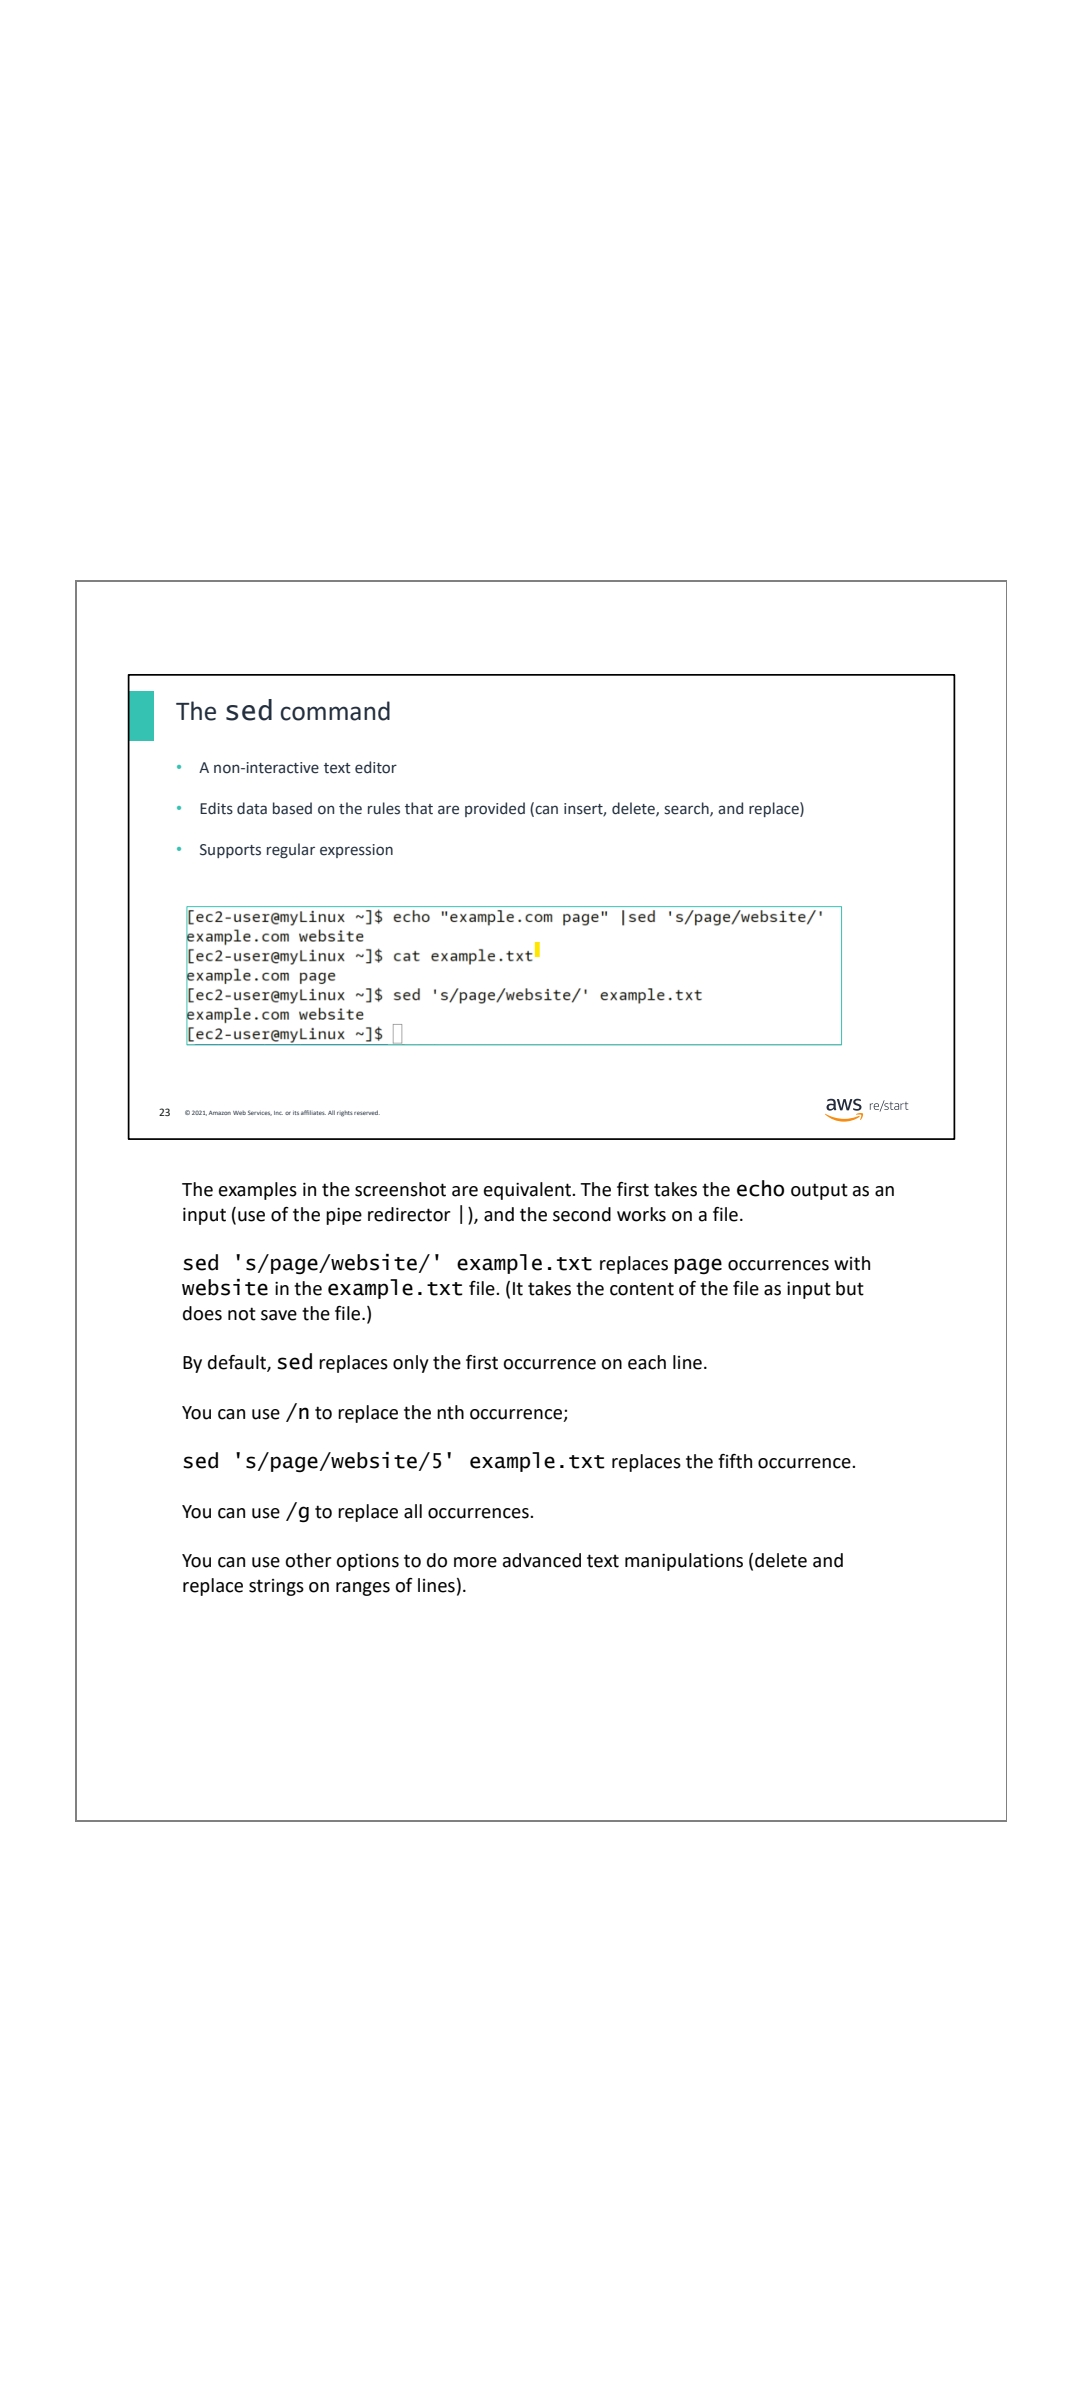 The sed command
• A non-interactive text editor
• Edits data based on the rules that are provided (can insert, delete, search, and replace)
• Supports regular expression
[ec2-user@myLinux ~]$ echo "example.com page" |sed 's/page/website/'
example.com website
[ec2-user@myLinux ~]$ cat example.txt
example.com page
[ec2-user@myLinux ~]$ sed 's/page/website/' example.txt
example.com website
[ec2-user@myLinux ~]$
23 © 2021, Amazon Web Services, Inc. or its affiliates. All rights reserved.
aws re/start
The examples in the screenshot are equivalent. The first takes the echo output as an
input (use of the pipe redirector |), and the second works on a file.
sed 's/page/website/' example.txt replaces page occurrences with
website in the example.txt file. (It takes the content of the file as input but
does not save the file.)
By default, sed replaces only the first occurrence on each line.
You can use /n to replace the nth occurrence;
sed 's/page/website/5' example.txt replaces the fifth occurrence.
You can use /g to replace all occurrences.
You can use other options to do more advanced text manipulations (delete and
replace strings on ranges of lines).